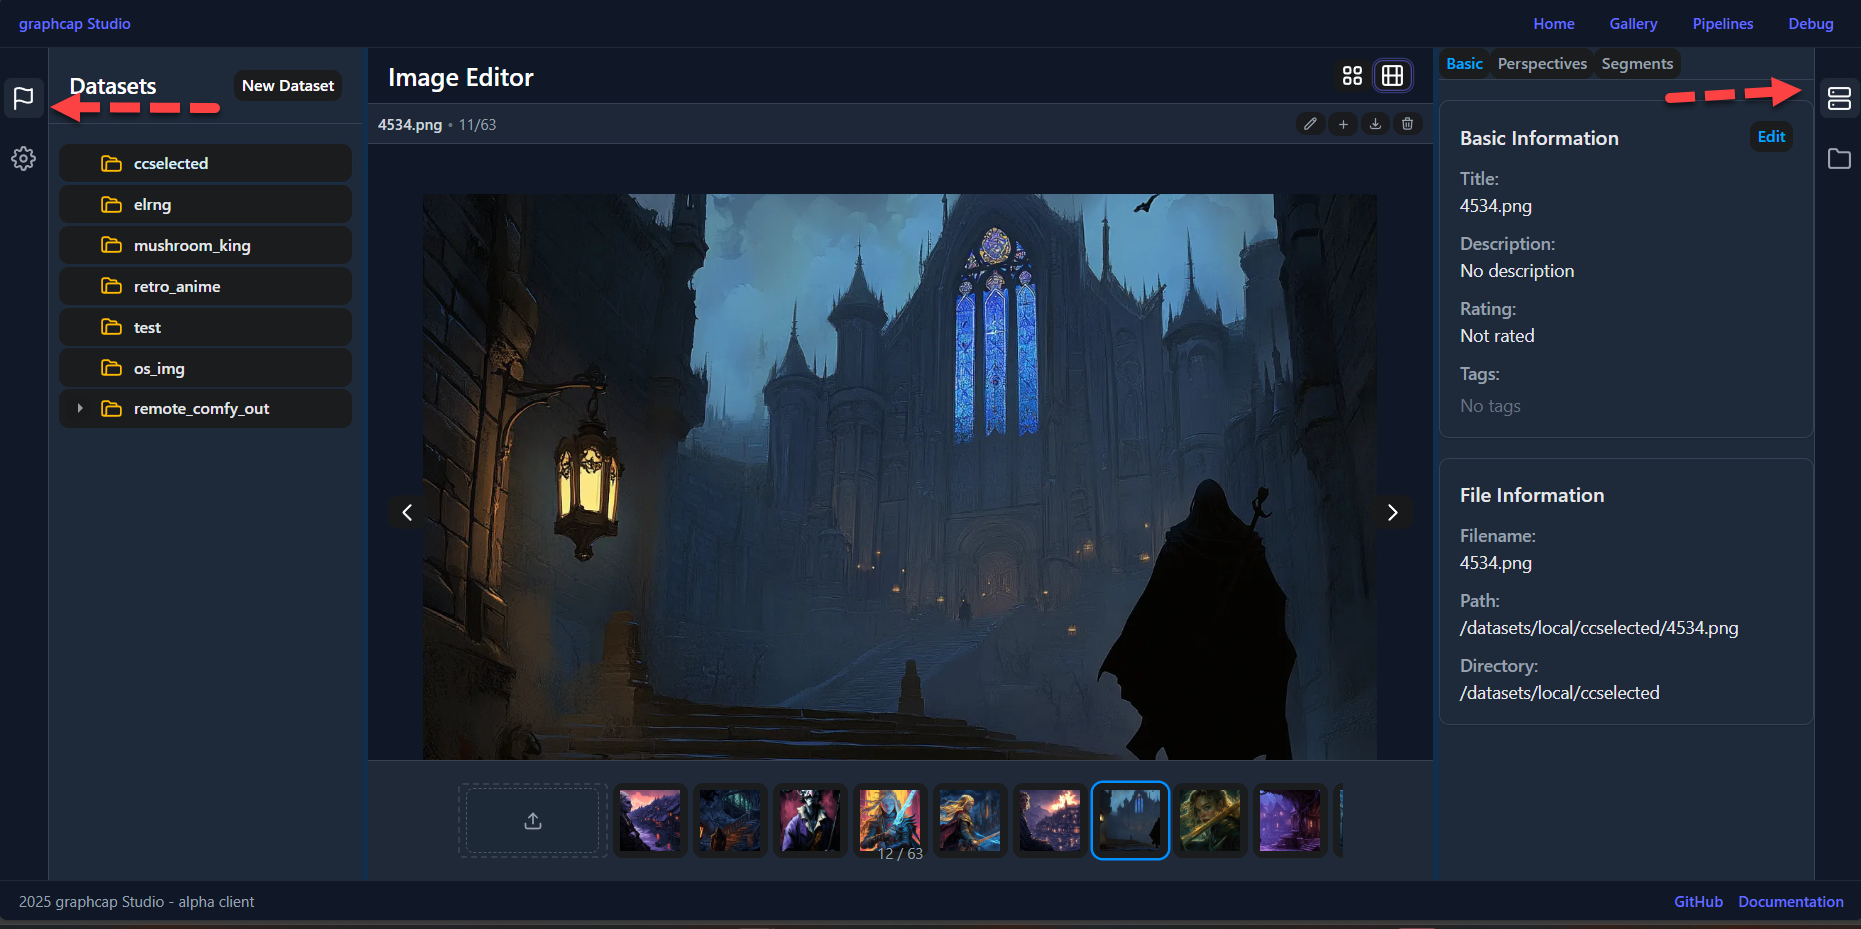 graphcap Studio
Home
Gallery
Pipelines
Debug
Datasets
New Dataset
ccselected
elrng
mushroom_king
retro_anime
test
os_img
remote_comfy_out
Image Editor
4534.png • 11/63
12 / 63
Basic
Perspectives
Segments
Basic Information
Edit
Title:
4534.png
Description:
No description
Rating:
Not rated
Tags:
No tags
File Information
Filename:
4534.png
Path:
/datasets/local/ccselected/4534.png
Directory:
/datasets/local/ccselected
2025 graphcap Studio - alpha client
GitHub
Documentation